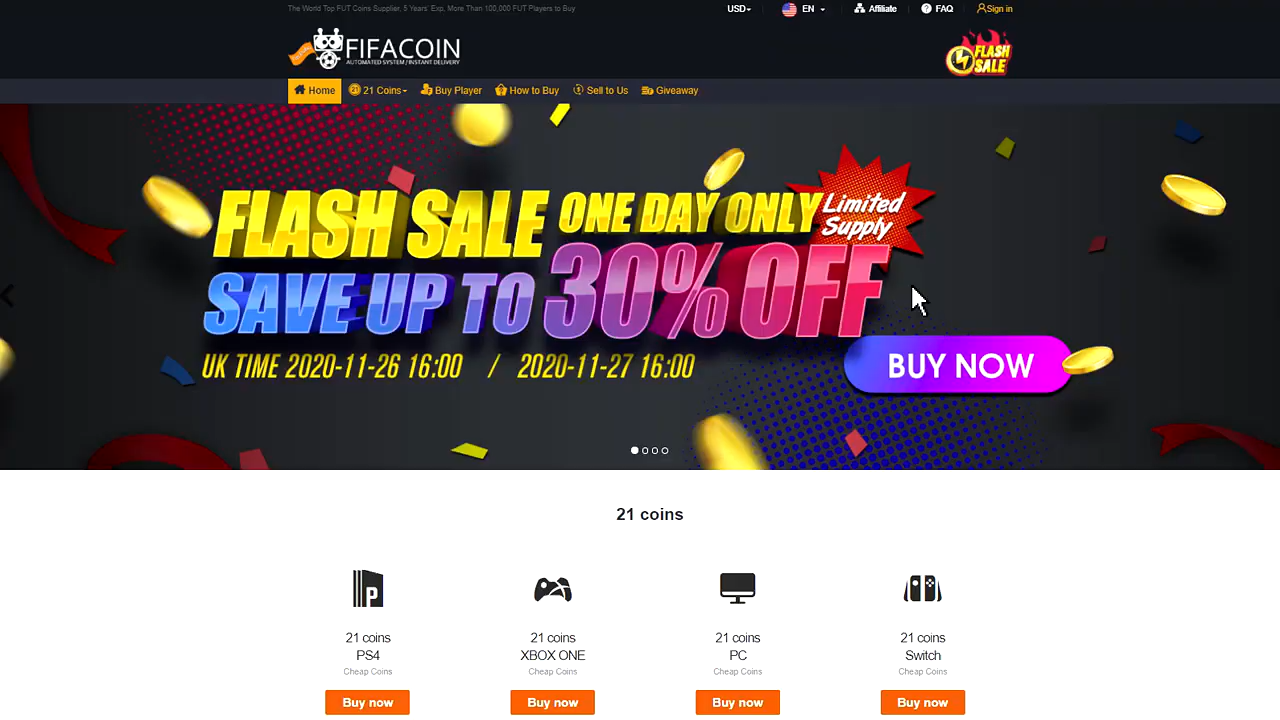 The World Top FUT Coins Supplier, 5 Years' Exp, More Than 100,000 FUT Players to Buy
USD
EN
Affiliate
FAQ
Sign in
FIFACOIN
AUTOMATED SYSTEM / INSTANT DELIVERY
FLASH
SALE
Home
21 Coins
Buy Player
How to Buy
Sell to Us
Giveaway
FLASH SALE ONE DAY ONLY
Limited
Supply
SAVE UP TO 30% OFF
UK TIME 2020-11-26 16:00 / 2020-11-27 16:00
BUY NOW
21 coins
21 coins
PS4
Cheap Coins
Buy now
21 coins
XBOX ONE
Cheap Coins
Buy now
21 coins
PC
Cheap Coins
Buy now
21 coins
Switch
Cheap Coins
Buy now